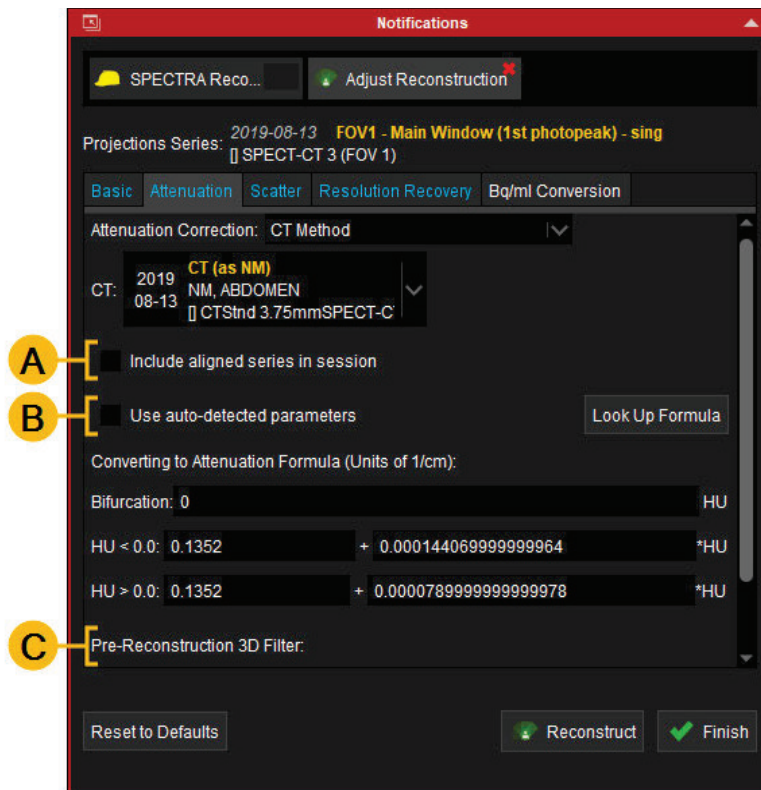 Notifications
SPECTRA Reco...
Adjust Reconstruction
Projections Series: 2019-08-13 FOV1 - Main Window (1st photopeak) - sing
[] SPECT-CT 3 (FOV 1)
Basic Attenuation Scatter Resolution Recovery Bq/ml Conversion
Attenuation Correction: CT Method
CT: 2019 08-13 CT (as NM)
NM, ABDOMEN
[] CTStnd 3.75mmSPECT-C
A Include aligned series in session
B Use auto-detected parameters Look Up Formula
Converting to Attenuation Formula (Units of 1/cm):
Bifurcation: 0 HU
HU < 0.0: 0.1352 + 0.000144069999999964 *HU
HU > 0.0: 0.1352 + 0.0000789999999999978 *HU
C Pre-Reconstruction 3D Filter:
Reset to Defaults Reconstruct Finish